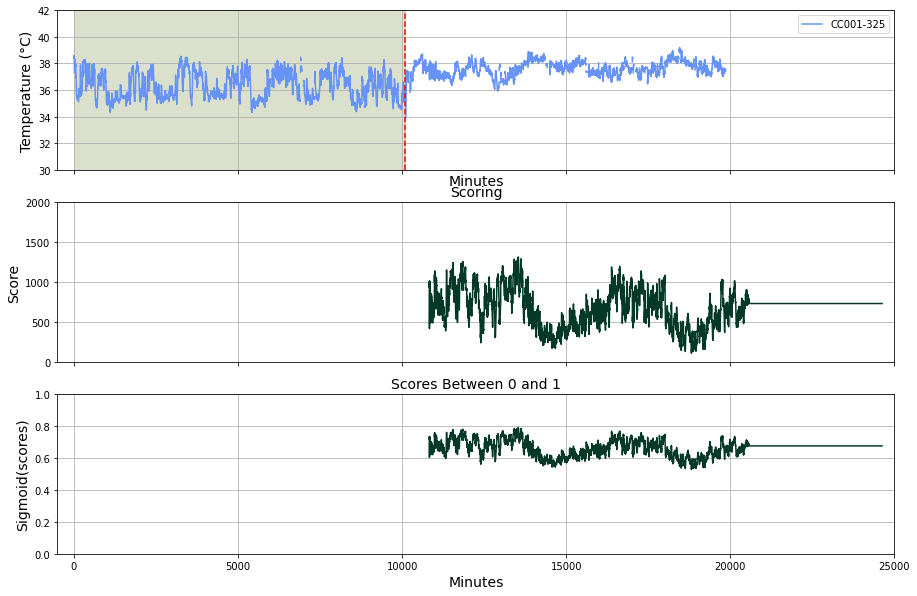 42
40
38
36
34
32
30
Temperature (°C)
CC001-325
Minutes
Scoring
2000
1500
1000
500
0
Score
Scores Between 0 and 1
1.0
0.8
0.6
0.4
0.2
0.0
Sigmoid(scores)
0 5000 10000 15000 20000 25000
Minutes